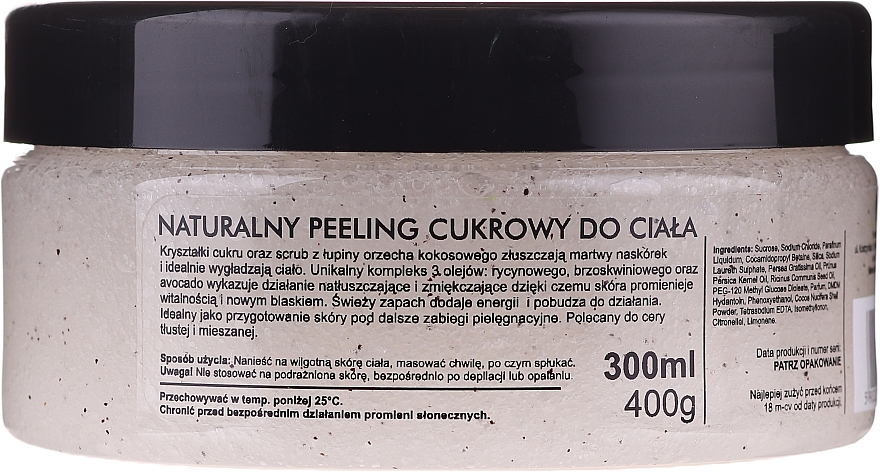 NATURALNY PEELING CUKROWY DO CIAŁA
Kryształki cukru oraz scrub z łupiny orzecha kokosowego złuszczają martwy naskórek
i idealnie wygładzają ciało. Unikalny kompleks 3 olejów: rycynowego, brzoskwiniowego oraz
avocado wykazuje działanie natłuszczające i zmiękczające dzięki czemu skóra promienieje
witalnością i nowym blaskiem. Świeży zapach dodaje energii i pobudza do działania.
Idealny jako przygotowanie skóry pod dalsze zabiegi pielęgnacyjne. Polecany do cery
tłustej i mieszanej.
Sposób użycia: Nanieść na wilgotną skórę ciała, masować chwilę, po czym spłukać.
Uwaga! Nie stosować na podrażniona skórę, bezpośrednio po depilacji lub opalaniu.
Przechowywać w temp. poniżej 25°C.
Chronić przed bezpośrednim działaniem promieni słonecznych.
300ml
400g
Ingredients: Sucrose, Sodium Chloride, Paraffinum
Liquidum, Cocamidopropyl Betaine, Silica, Sodium
Laureth Sulphate, Persea Gratissima Oil, Prunus
Persica Kernel Oil, Ricinus Communis Seed Oil,
PEG-120 Methyl Glucose Dioleate, Parfum, DMDM
Hydantoin, Phenoxyethanol, Cocos Nucifera Shell
Powder, Tetrasodium EDTA, Isomethylionon,
Citronellol, Limonene.
Data produkcji i numer serii:
PATRZ OPAKOWANIE
Najlepiej zużyć przed końcem
18 m-cy od daty produkcji.